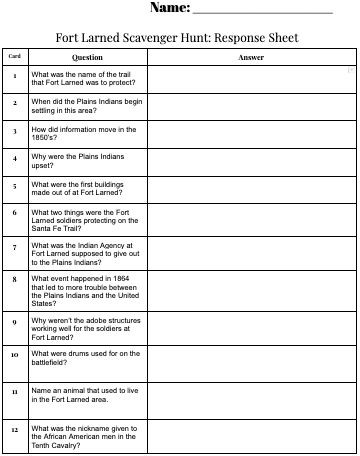 Name: ____________________
Fort Larned Scavenger Hunt: Response Sheet
Card Question Answer
1 What was the name of the trail
that Fort Larned was to protect?
2 When did the Plains Indians begin
settling in this area?
3 How did information move in the
1850's?
4 Why were the Plains Indians
upset?
5 What were the first buildings
made out of at Fort Larned?
6 What two things were the Fort
Larned soldiers protecting on the
Santa Fe Trail?
7 What was the Indian Agency at
Fort Larned supposed to give out
to the Plains Indians?
8 What event happened in 1864
that led to more trouble between
the Plains Indians and the United
States?
9 Why weren't the adobe structures
working well for the soldiers at
Fort Larned?
10 What were drums used for on the
battlefield?
11 Name an animal that used to live
in the Fort Larned area.
12 What was the nickname given to
the African American men in the
Tenth Cavalry?